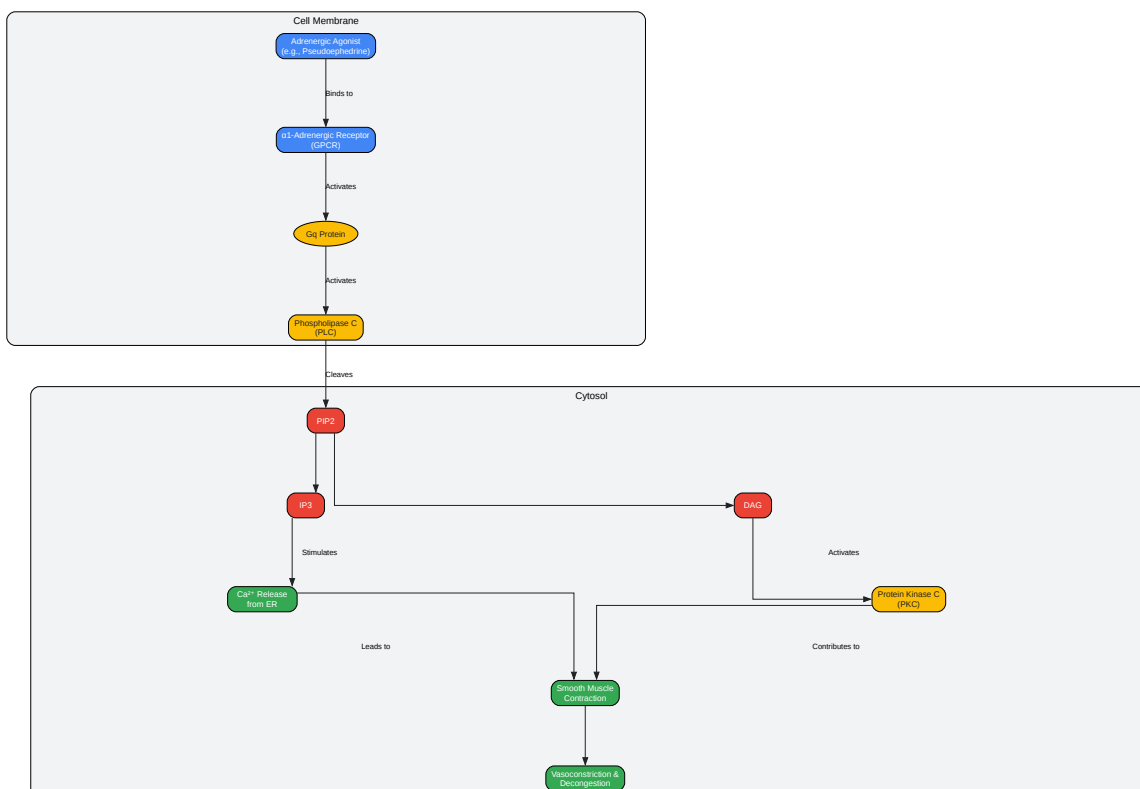 Cell Membrane
Adrenergic Agonist
(e.g., Pseudoephedrine)
Binds to
α1-Adrenergic Receptor
(GPCR)
Activates
Gq Protein
Activates
Phospholipase C
(PLC)
Cleaves
Cytosol
PIP2
IP3
DAG
Stimulates
Activates
Ca²⁺ Release
from ER
Protein Kinase C
(PKC)
Leads to
Contributes to
Smooth Muscle
Contraction
Vasoconstriction &
Decongestion